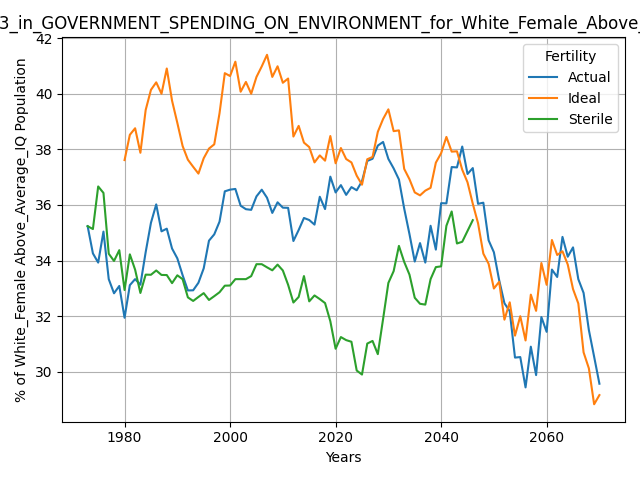 3_in_GOVERNMENT_SPENDING_ON_ENVIRONMENT_for_White_Female_Above_
% of White_Female Above_Average_IQ Population
42
40
38
36
34
32
30
Fertility
Actual
Ideal
Sterile
1980 2000 2020 2040 2060
Years